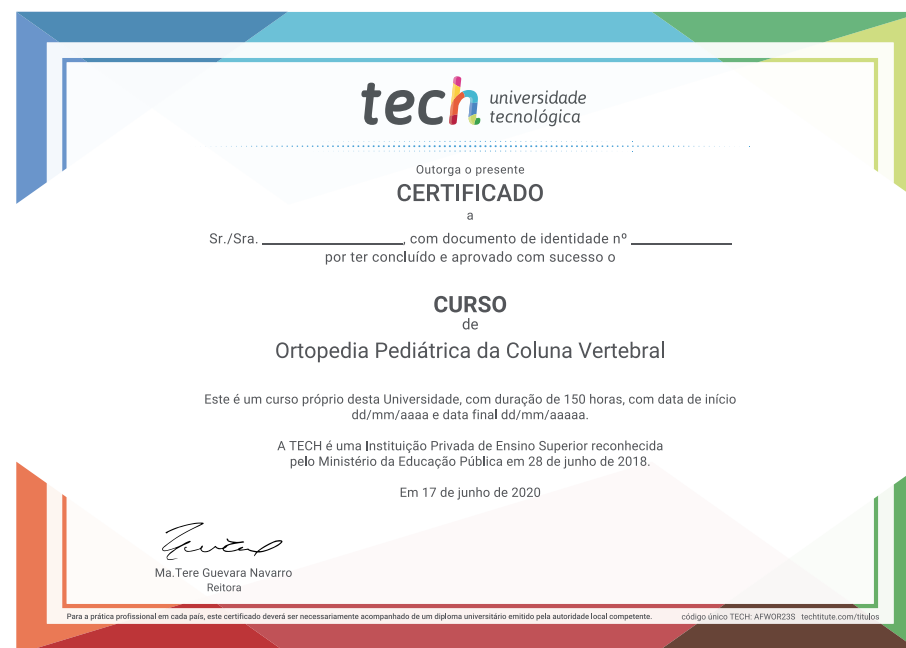 tech universidade
tecnológica
Outorga o presente
CERTIFICADO
a
Sr./Sra. ____________, com documento de identidade nº ____________
por ter concluído e aprovado com sucesso o
CURSO
de
Ortopedia Pediátrica da Coluna Vertebral
Este é um curso próprio desta Universidade, com duração de 150 horas, com data de início
dd/mm/aaaa e data final dd/mm/aaaaa.
A TECH é uma Instituição Privada de Ensino Superior reconhecida
pelo Ministério da Educação Pública em 28 de junho de 2018.
Em 17 de junho de 2020
Ma.Tere Guevara Navarro
Reitora
Para a prática profissional em cada país, este certificado deverá ser necessariamente acompanhado de um diploma universitário emitido pela autoridade local competente. código único TECH: AFWOR23S techtitute.com/titulos